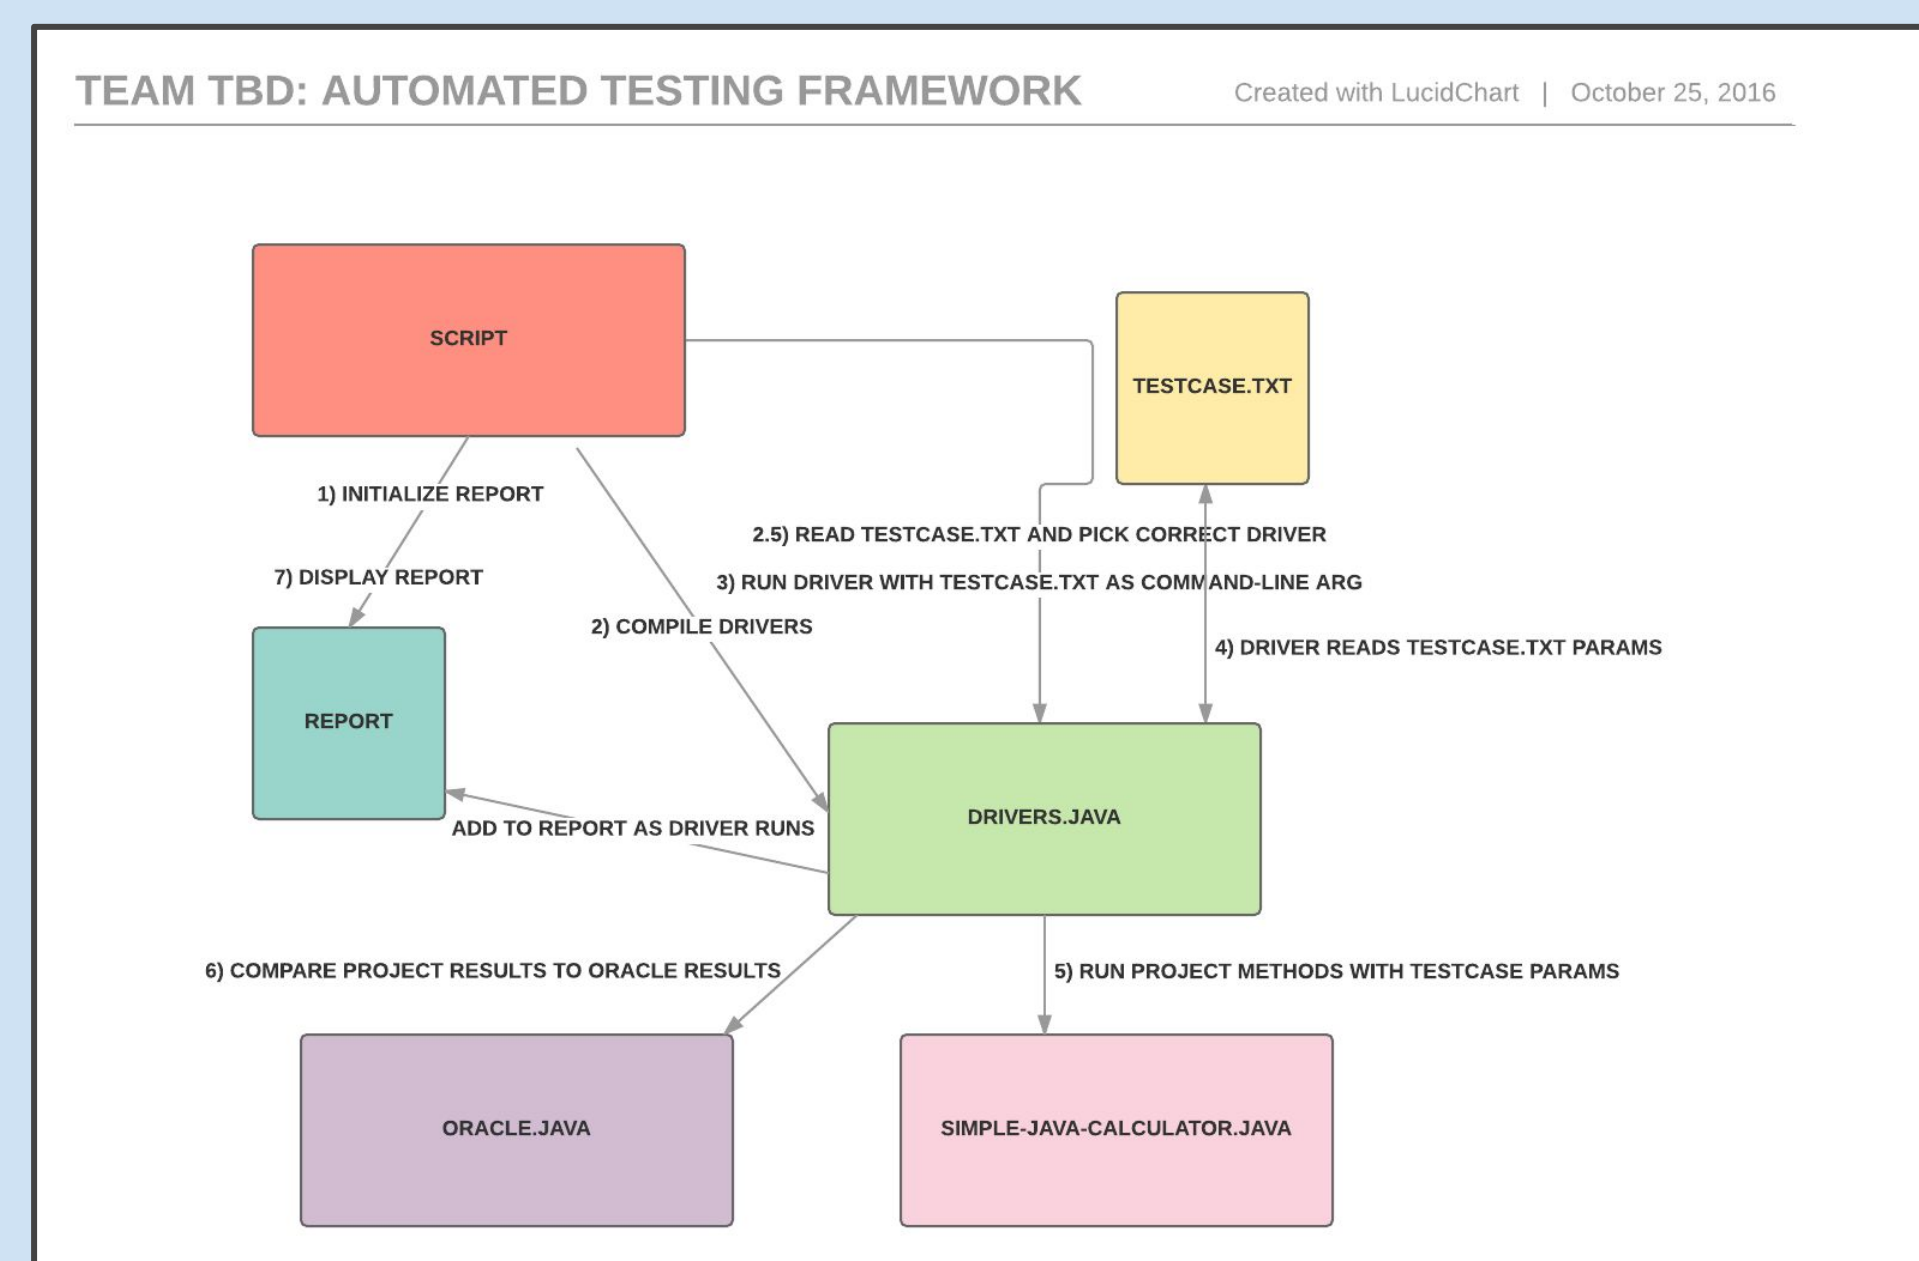 TEAM TBD: AUTOMATED TESTING FRAMEWORK
Created with LucidChart | October 25, 2016
SCRIPT
TESTCASE.TXT
1) INITIALIZE REPORT
2.5) READ TESTCASE.TXT AND PICK CORRECT DRIVER
7) DISPLAY REPORT
3) RUN DRIVER WITH TESTCASE.TXT AS COMMAND-LINE ARG
2) COMPILE DRIVERS
4) DRIVER READS TESTCASE.TXT PARAMS
REPORT
DRIVERS.JAVA
ADD TO REPORT AS DRIVER RUNS
6) COMPARE PROJECT RESULTS TO ORACLE RESULTS
5) RUN PROJECT METHODS WITH TESTCASE PARAMS
ORACLE.JAVA
SIMPLE-JAVA-CALCULATOR.JAVA